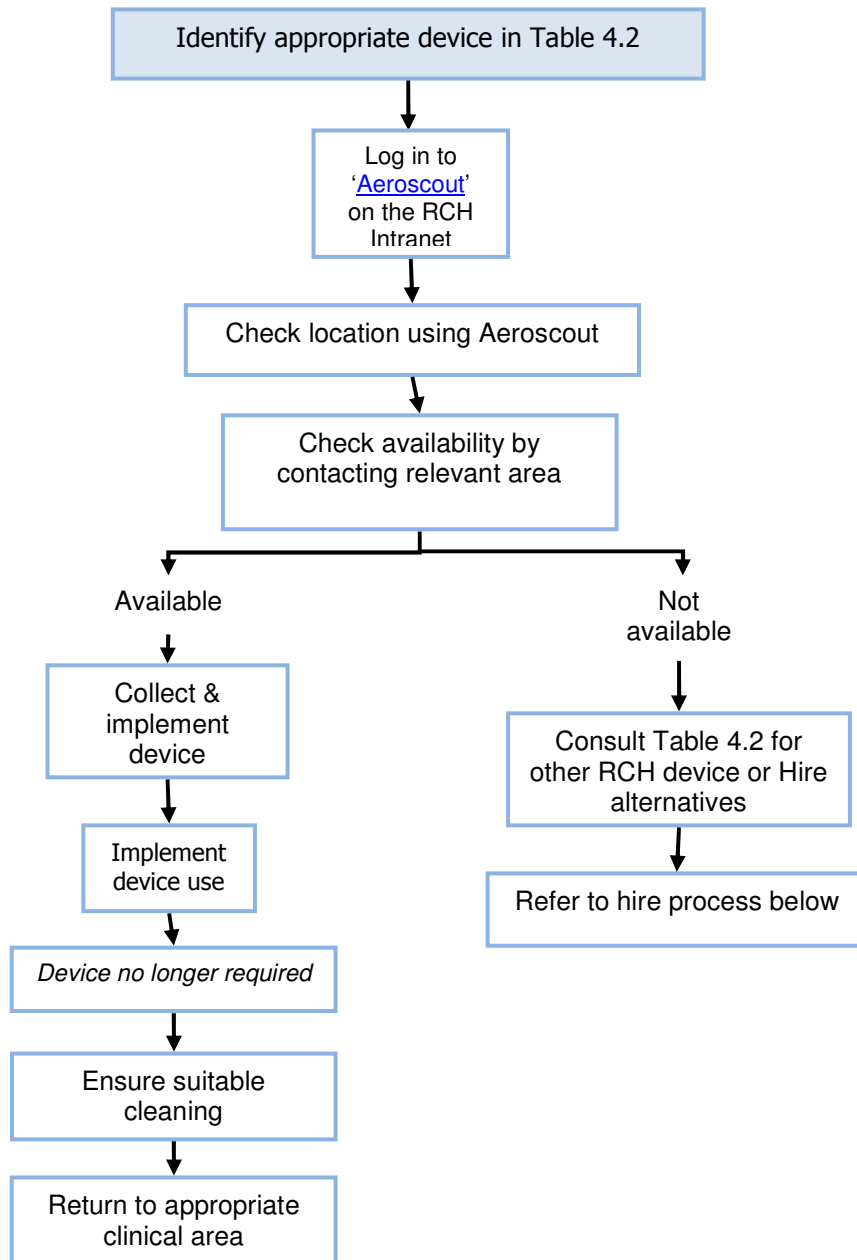 Identify appropriate device in Table 4.2
Log in to
‘Aeroscout’
on the RCH
Intranet
Check location using Aeroscout
Check availability by
contacting relevant area
Available
Not
available
Collect &
implement
device
Consult Table 4.2 for
other RCH device or Hire
alternatives
Implement
device use
Refer to hire process below
Device no longer required
Ensure suitable
cleaning
Return to appropriate
clinical area